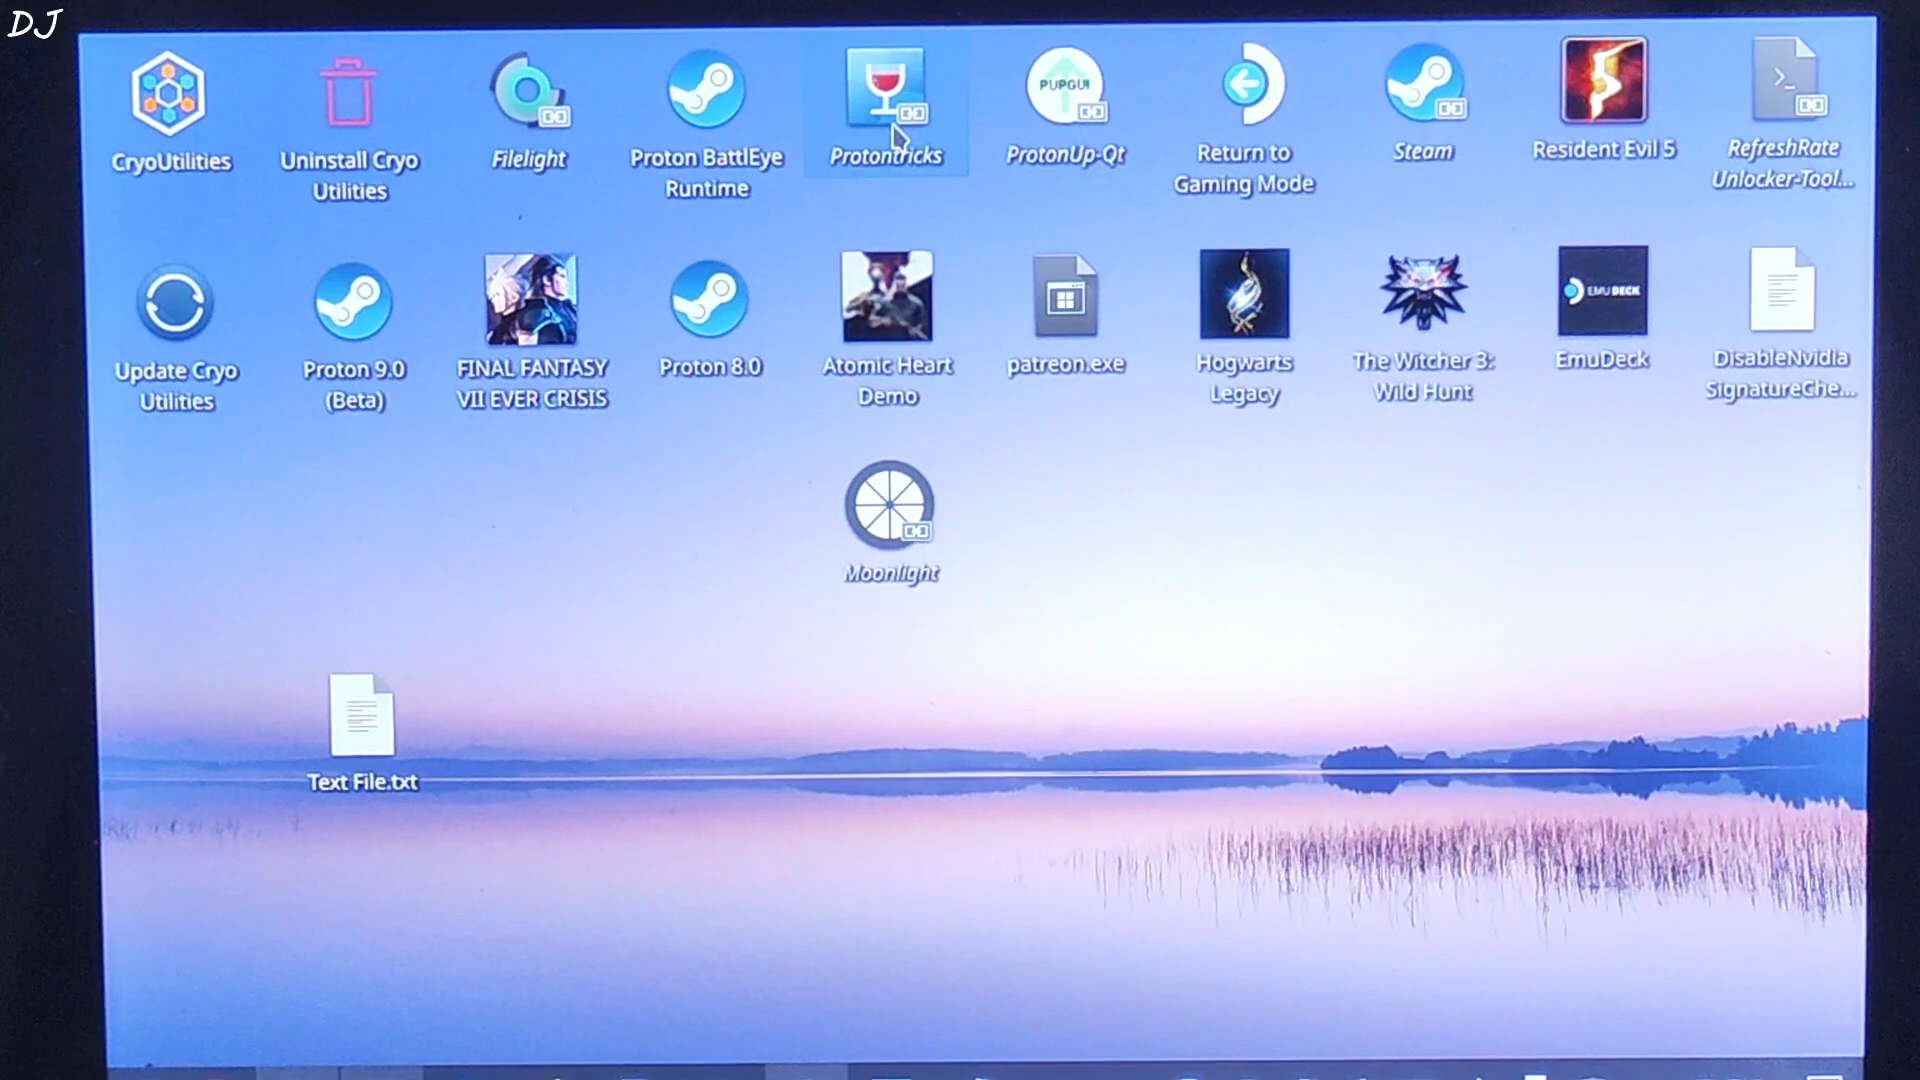 DJ
PUPGUI
CryoUtilities
Uninstall Cryo
Utilities
Filelight
Proton BattlEye
Runtime
Protontricks
ProtonUp-Qt
Return to
Gaming Mode
Steam
Resident Evil 5
RefreshRate
Unlocker-Tool...
EMUDECK
Update Cryo
Utilities
Proton 9.0
(Beta)
FINAL FANTASY
VII EVER CRISIS
Proton 8.0
Atomic Heart
Demo
patreon.exe
Hogwarts
Legacy
The Witcher 3:
Wild Hunt
EmuDeck
DisableNvidia
SignatureChe...
Moonlight
Text File.txt